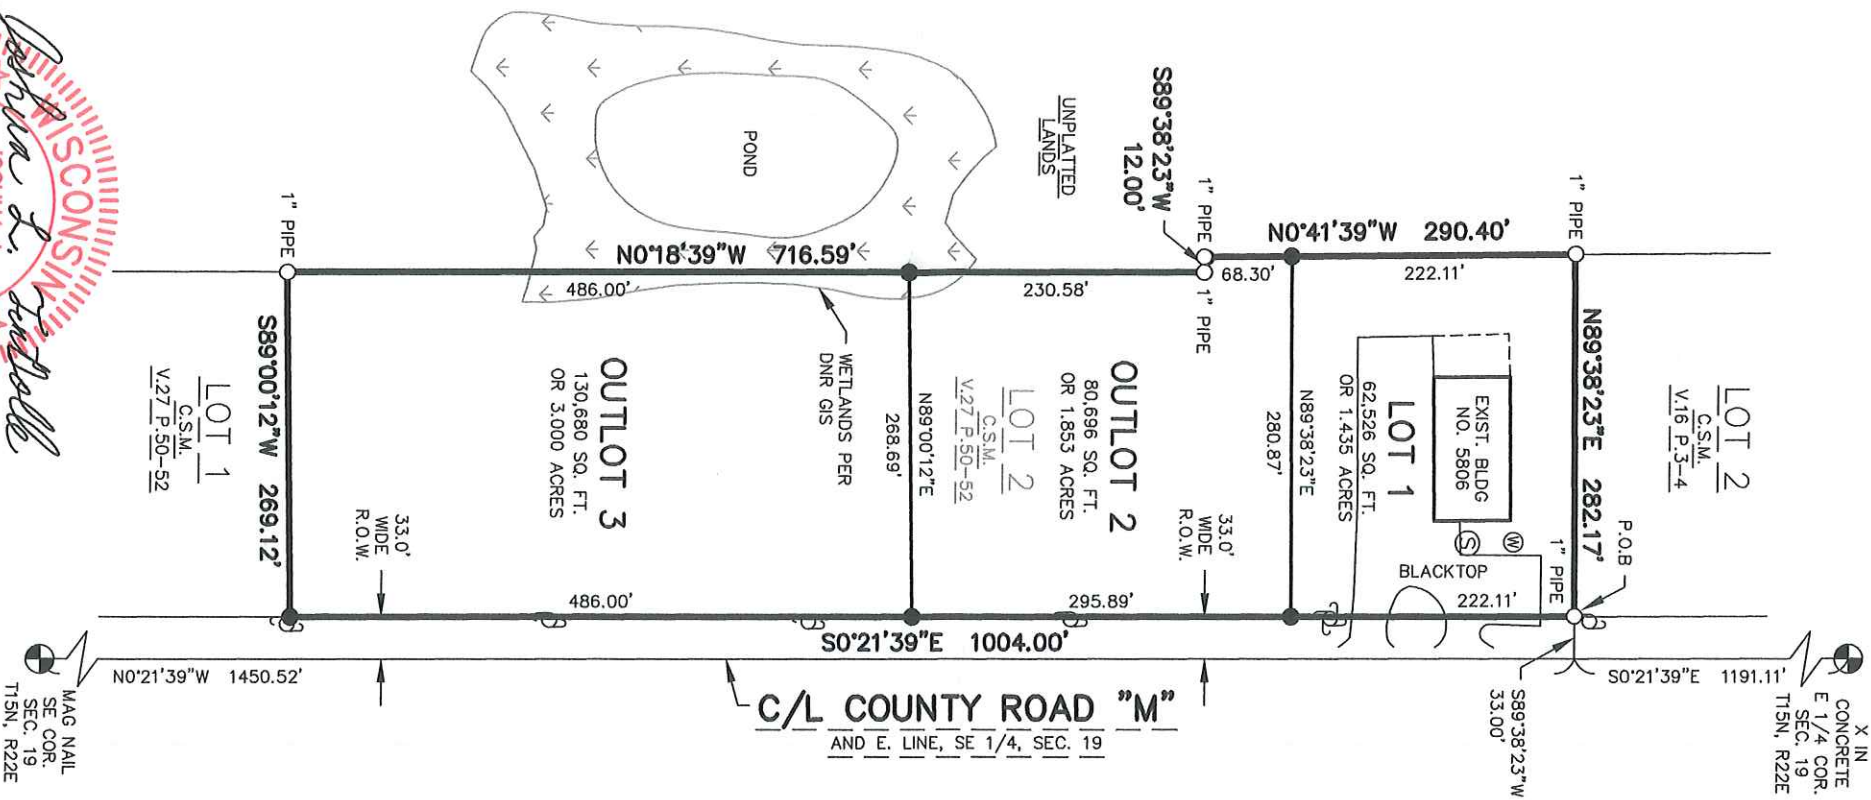 S89°38'23"W
12.00'
UNPLATTED
LANDS
POND
1" PIPE
1" PIPE
1" PIPE
1" PIPE
N0°41'39"W 290.40'
68.30'
222.11'
N0°18'39"W 716.59'
486.00'
230.58'
WETLANDS PER
DNR GIS
N89°38'23"E 282.17'
LOT 2
C.S.M.
V.16 P.3-4
EXIST. BLDG
NO. 5806
LOT 1
62,526 SQ. FT.
OR 1.435 ACRES
N89°38'23"E
280.87'
OUTLOT 2
80,696 SQ. FT.
OR 1.853 ACRES
LOT 2
C.S.M.
V.27 P.50-52
N89°00'12"E
268.69'
OUTLOT 3
130,680 SQ. FT.
OR 3.000 ACRES
S89°00'12"W 269.12'
LOT 1
C.S.M.
V.27 P.50-52
W
S
BLACKTOP
1" PIPE
P.O.B
33.0'
WIDE
R.O.W.
33.0'
WIDE
R.O.W.
486.00'
295.89'
222.11'
S0°21'39"E 1004.00'
N0°21'39"W 1450.52'
S0°21'39"E 1191.11'
S89°38'23"W
33.00'
C/L COUNTY ROAD "M"
AND E. LINE, SE 1/4, SEC. 19
MAG NAIL
SE COR.
SEC. 19
T15N, R22E
X IN
CONCRETE
E 1/4 COR.
SEC. 19
T15N, R22E
WISCONSIN